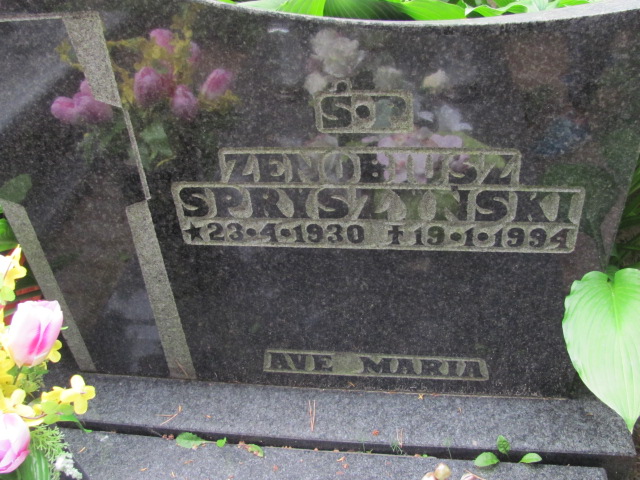 Ś•P
ZENOBIUSZ
SPRYSZYŃSKI
★23•4•1930 ✝19•1•1994
AVE MARIA